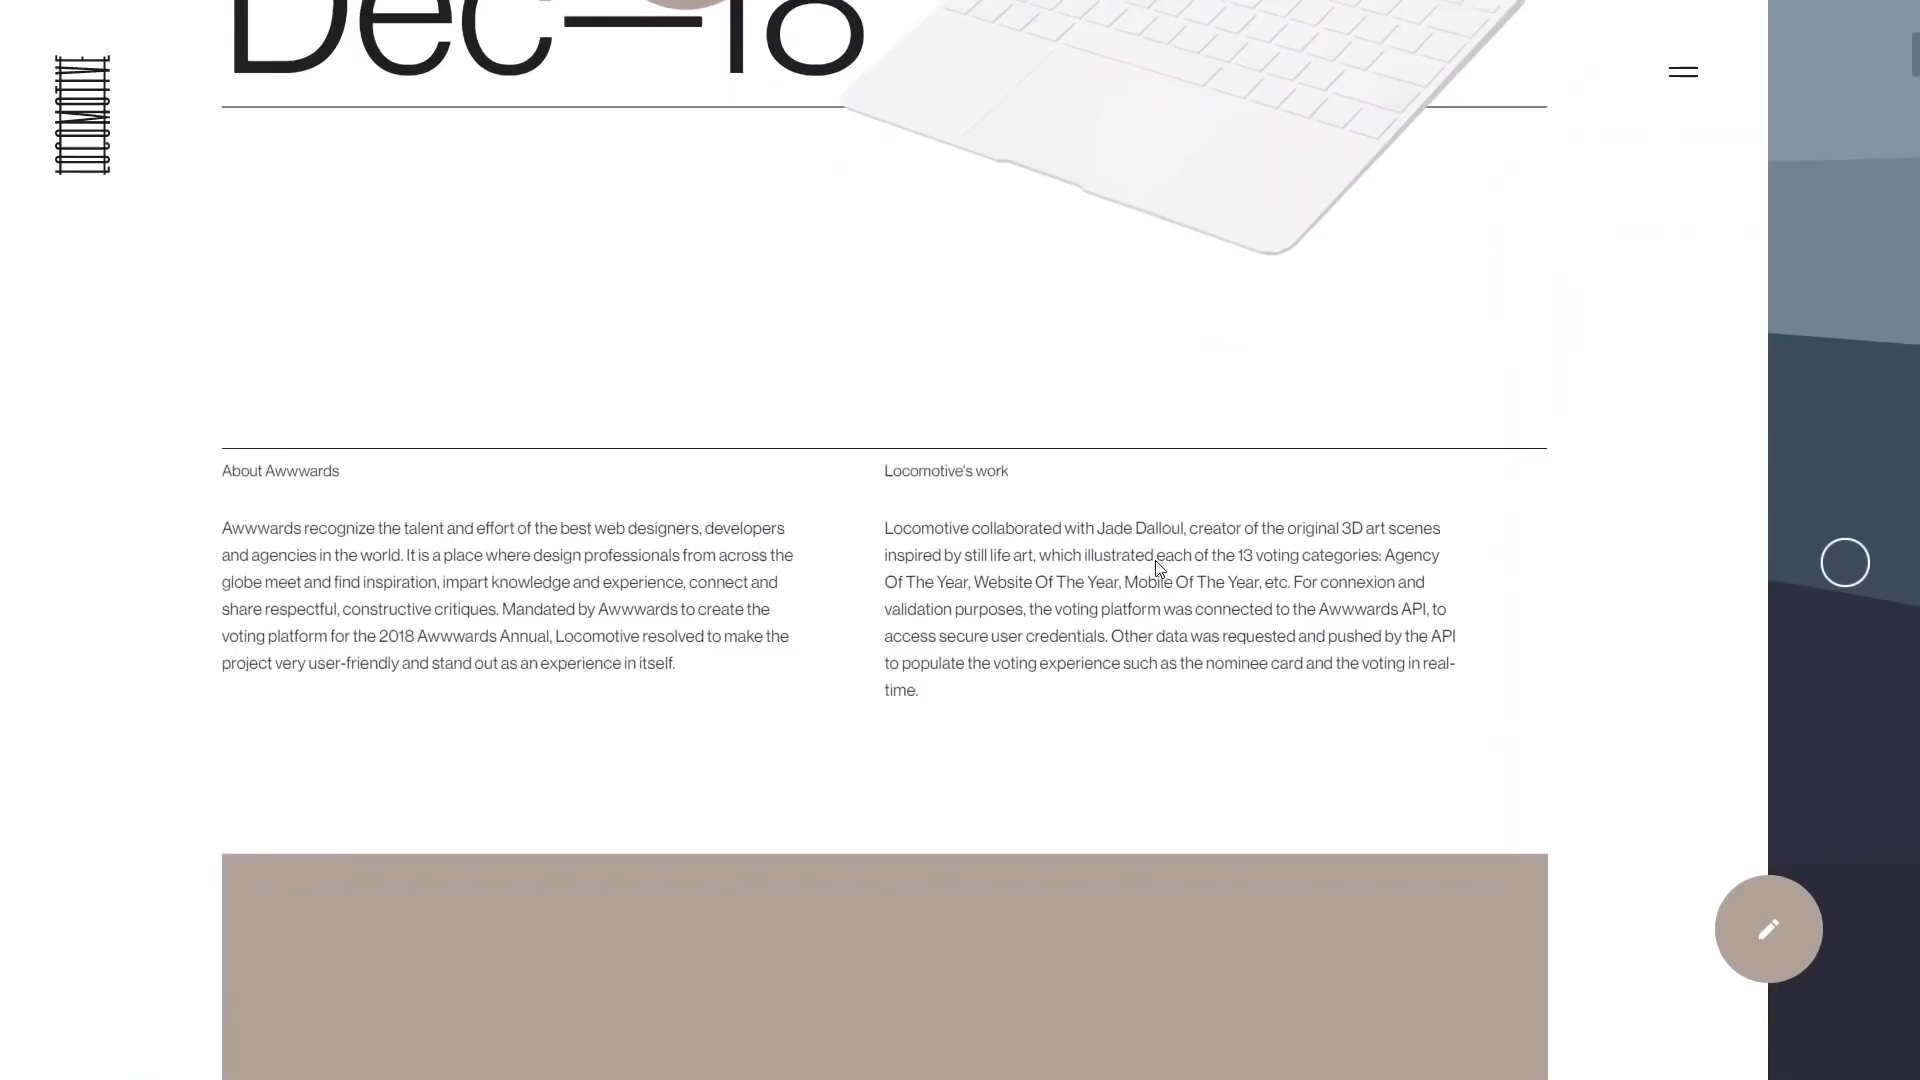 Dec—18
LOCOMOTIVE
About Awwwards
Awwwards recognize the talent and effort of the best web designers, developers
and agencies in the world. It is a place where design professionals from across the
globe meet and find inspiration, impart knowledge and experience, connect and
share respectful, constructive critiques. Mandated by Awwwards to create the
voting platform for the 2018 Awwwards Annual, Locomotive resolved to make the
project very user-friendly and stand out as an experience in itself.
Locomotive's work
Locomotive collaborated with Jade Dalloul, creator of the original 3D art scenes
inspired by still life art, which illustrated each of the 13 voting categories: Agency
Of The Year, Website Of The Year, Mobile Of The Year, etc. For connexion and
validation purposes, the voting platform was connected to the Awwwards API, to
access secure user credentials. Other data was requested and pushed by the API
to populate the voting experience such as the nominee card and the voting in real-
time.